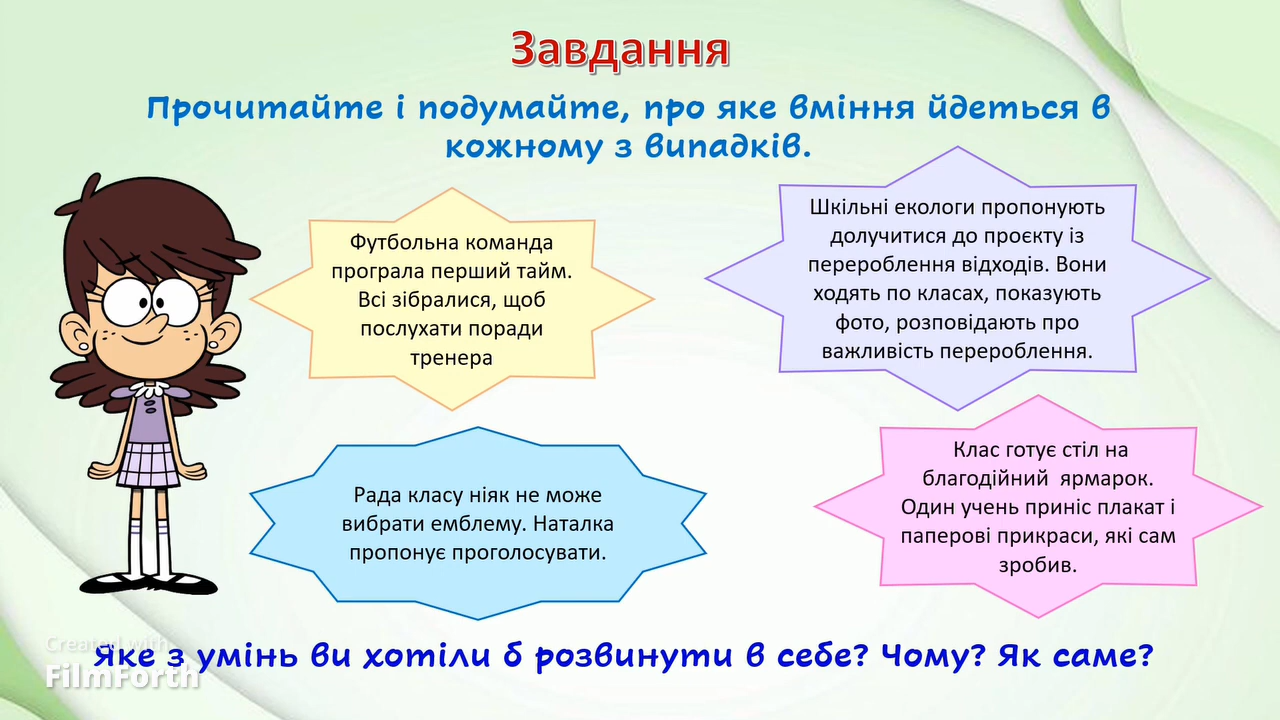 Завдання
Прочитайте і подумайте, про яке вміння йдеться в
кожному з випадків.
Футбольна команда
програла перший тайм.
Всі зібралися, щоб
послухати поради
тренера
Шкільні екологи пропонують
долучитися до проєкту із
перероблення відходів. Вони
ходять по класах, показують
фото, розповідають про
важливість перероблення.
Рада класу ніяк не може
вибрати емблему. Наталка
пропонує проголосувати.
Клас готує стіл на
благодійний ярмарок.
Один учень приніс плакат і
паперові прикраси, які сам
зробив.
Яке з умінь ви хотіли б розвинути в себе? Чому? Як саме?
Created with
FilmForth